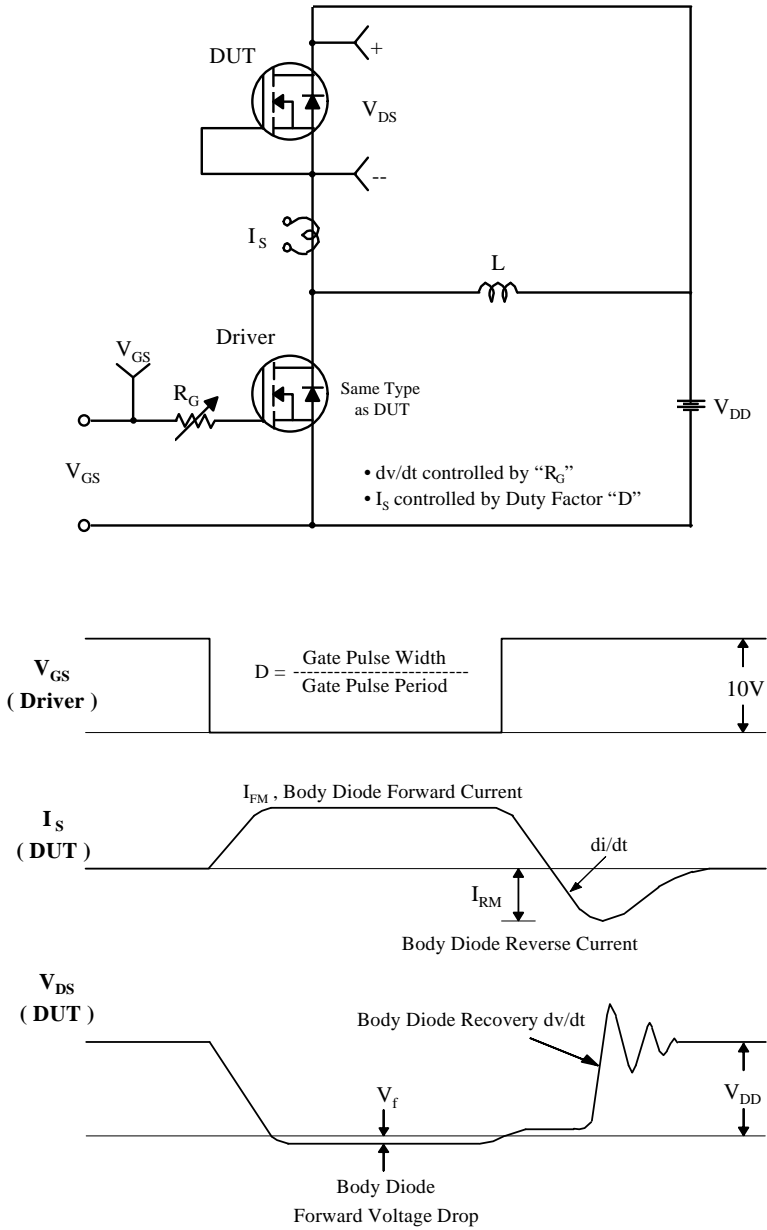 DUT
+
V_DS
--
I_S
L
Driver
V_GS
R_G
Same Type
as DUT
V_DD
V_GS
• dv/dt controlled by “R_G”
• I_S controlled by Duty Factor “D”
V_GS
( Driver )
D = Gate Pulse Width
Gate Pulse Period
10V
I_FM , Body Diode Forward Current
I_S
( DUT )
di/dt
I_RM
Body Diode Reverse Current
V_DS
( DUT )
Body Diode Recovery dv/dt
V_f
V_DD
Body Diode
Forward Voltage Drop